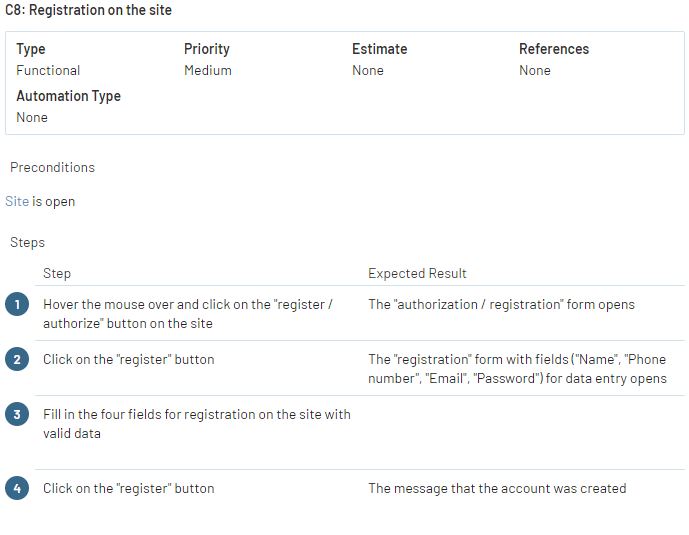 C8: Registration on the site
Type Priority Estimate References
Functional Medium None None
Automation Type
None
Preconditions
Site is open
Steps
Step Expected Result
1 Hover the mouse over and click on the "register / The "authorization / registration" form opens
authorize" button on the site
2 Click on the "register" button The "registration" form with fields ("Name", "Phone
number", "Email", "Password") for data entry opens
3 Fill in the four fields for registration on the site with
valid data
4 Click on the "register" button The message that the account was created